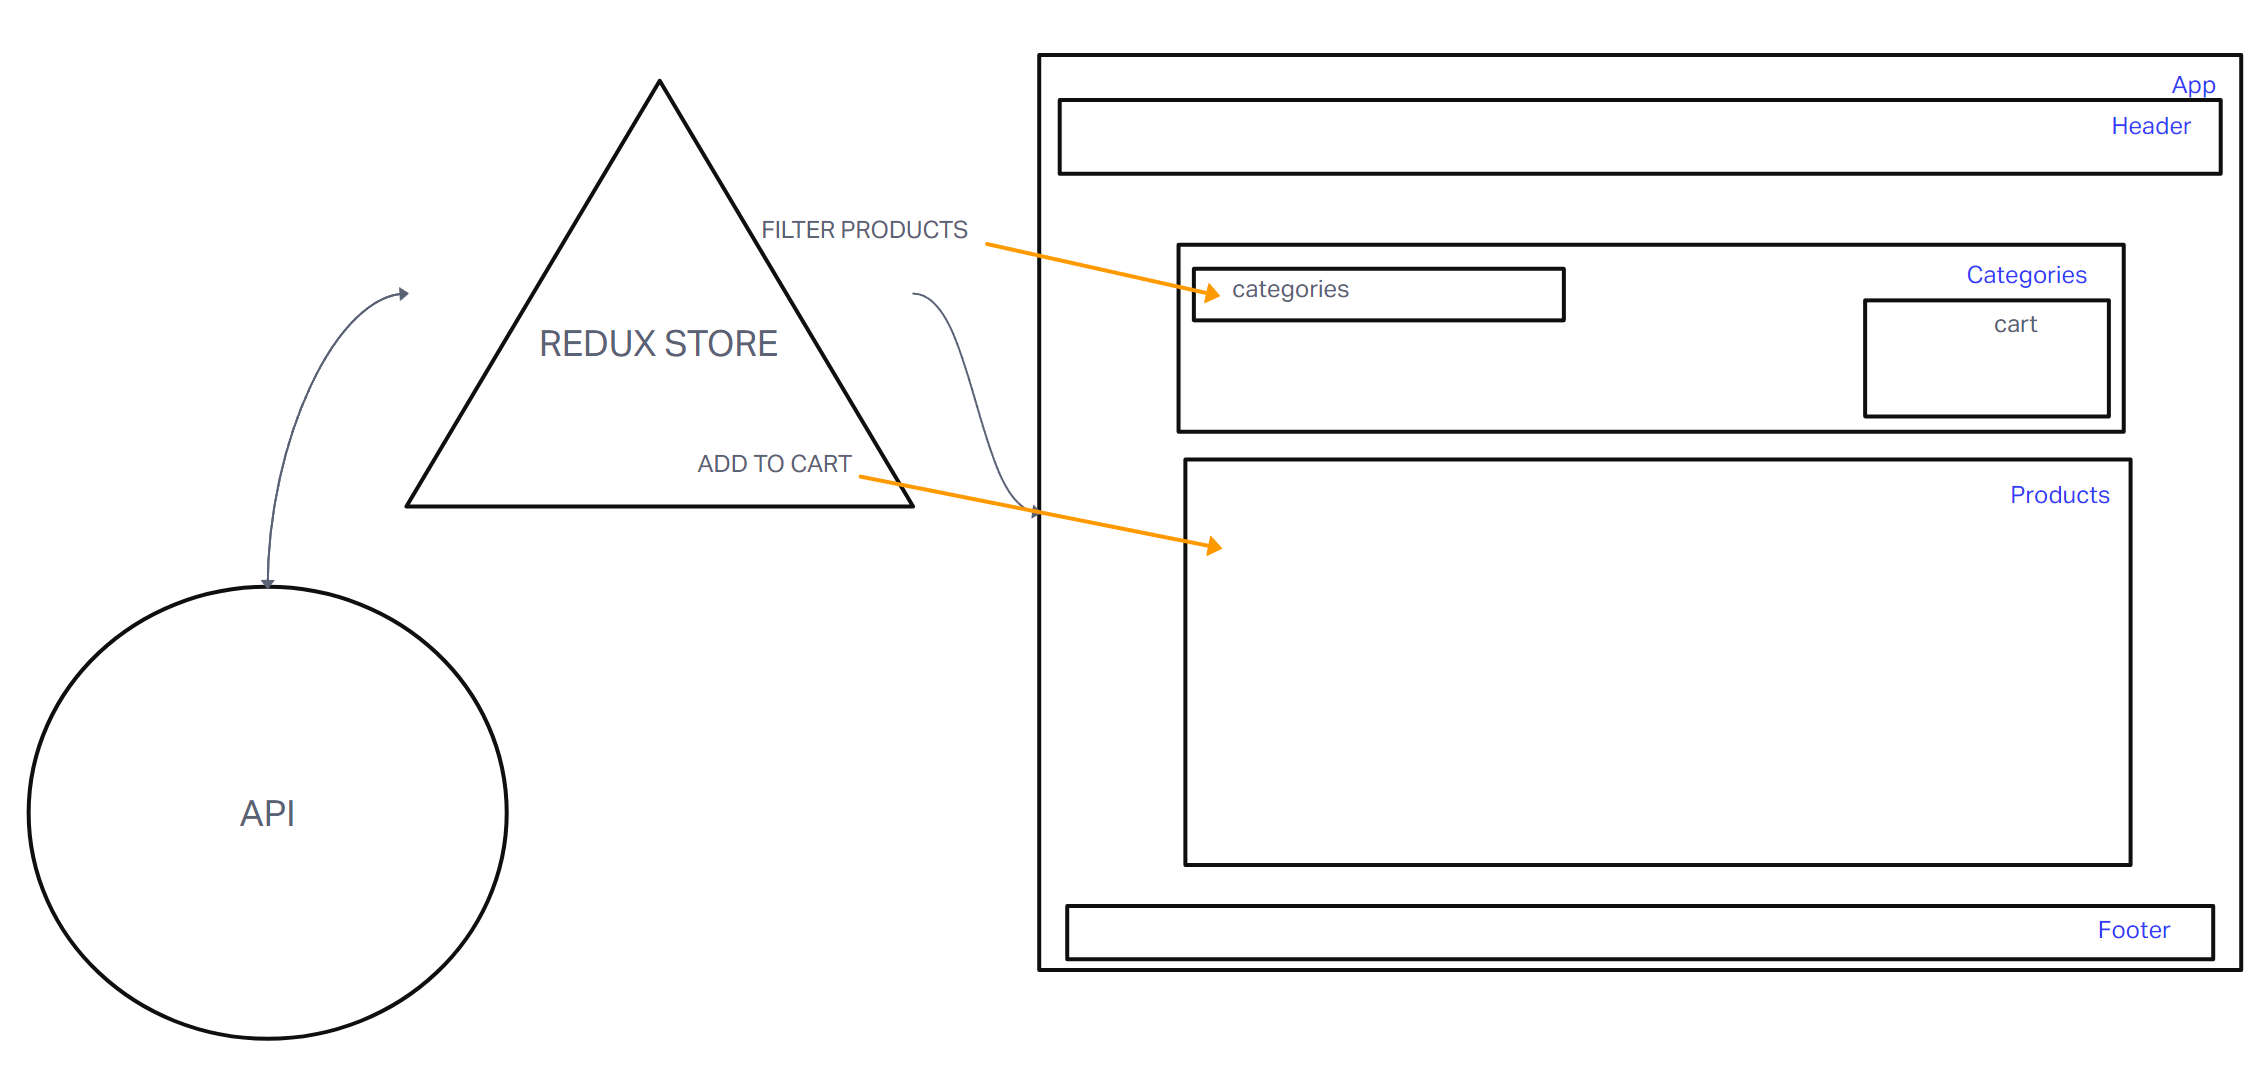 App
Header
FILTER PRODUCTS
Categories
categories
cart
REDUX STORE
ADD TO CART
Products
API
Footer